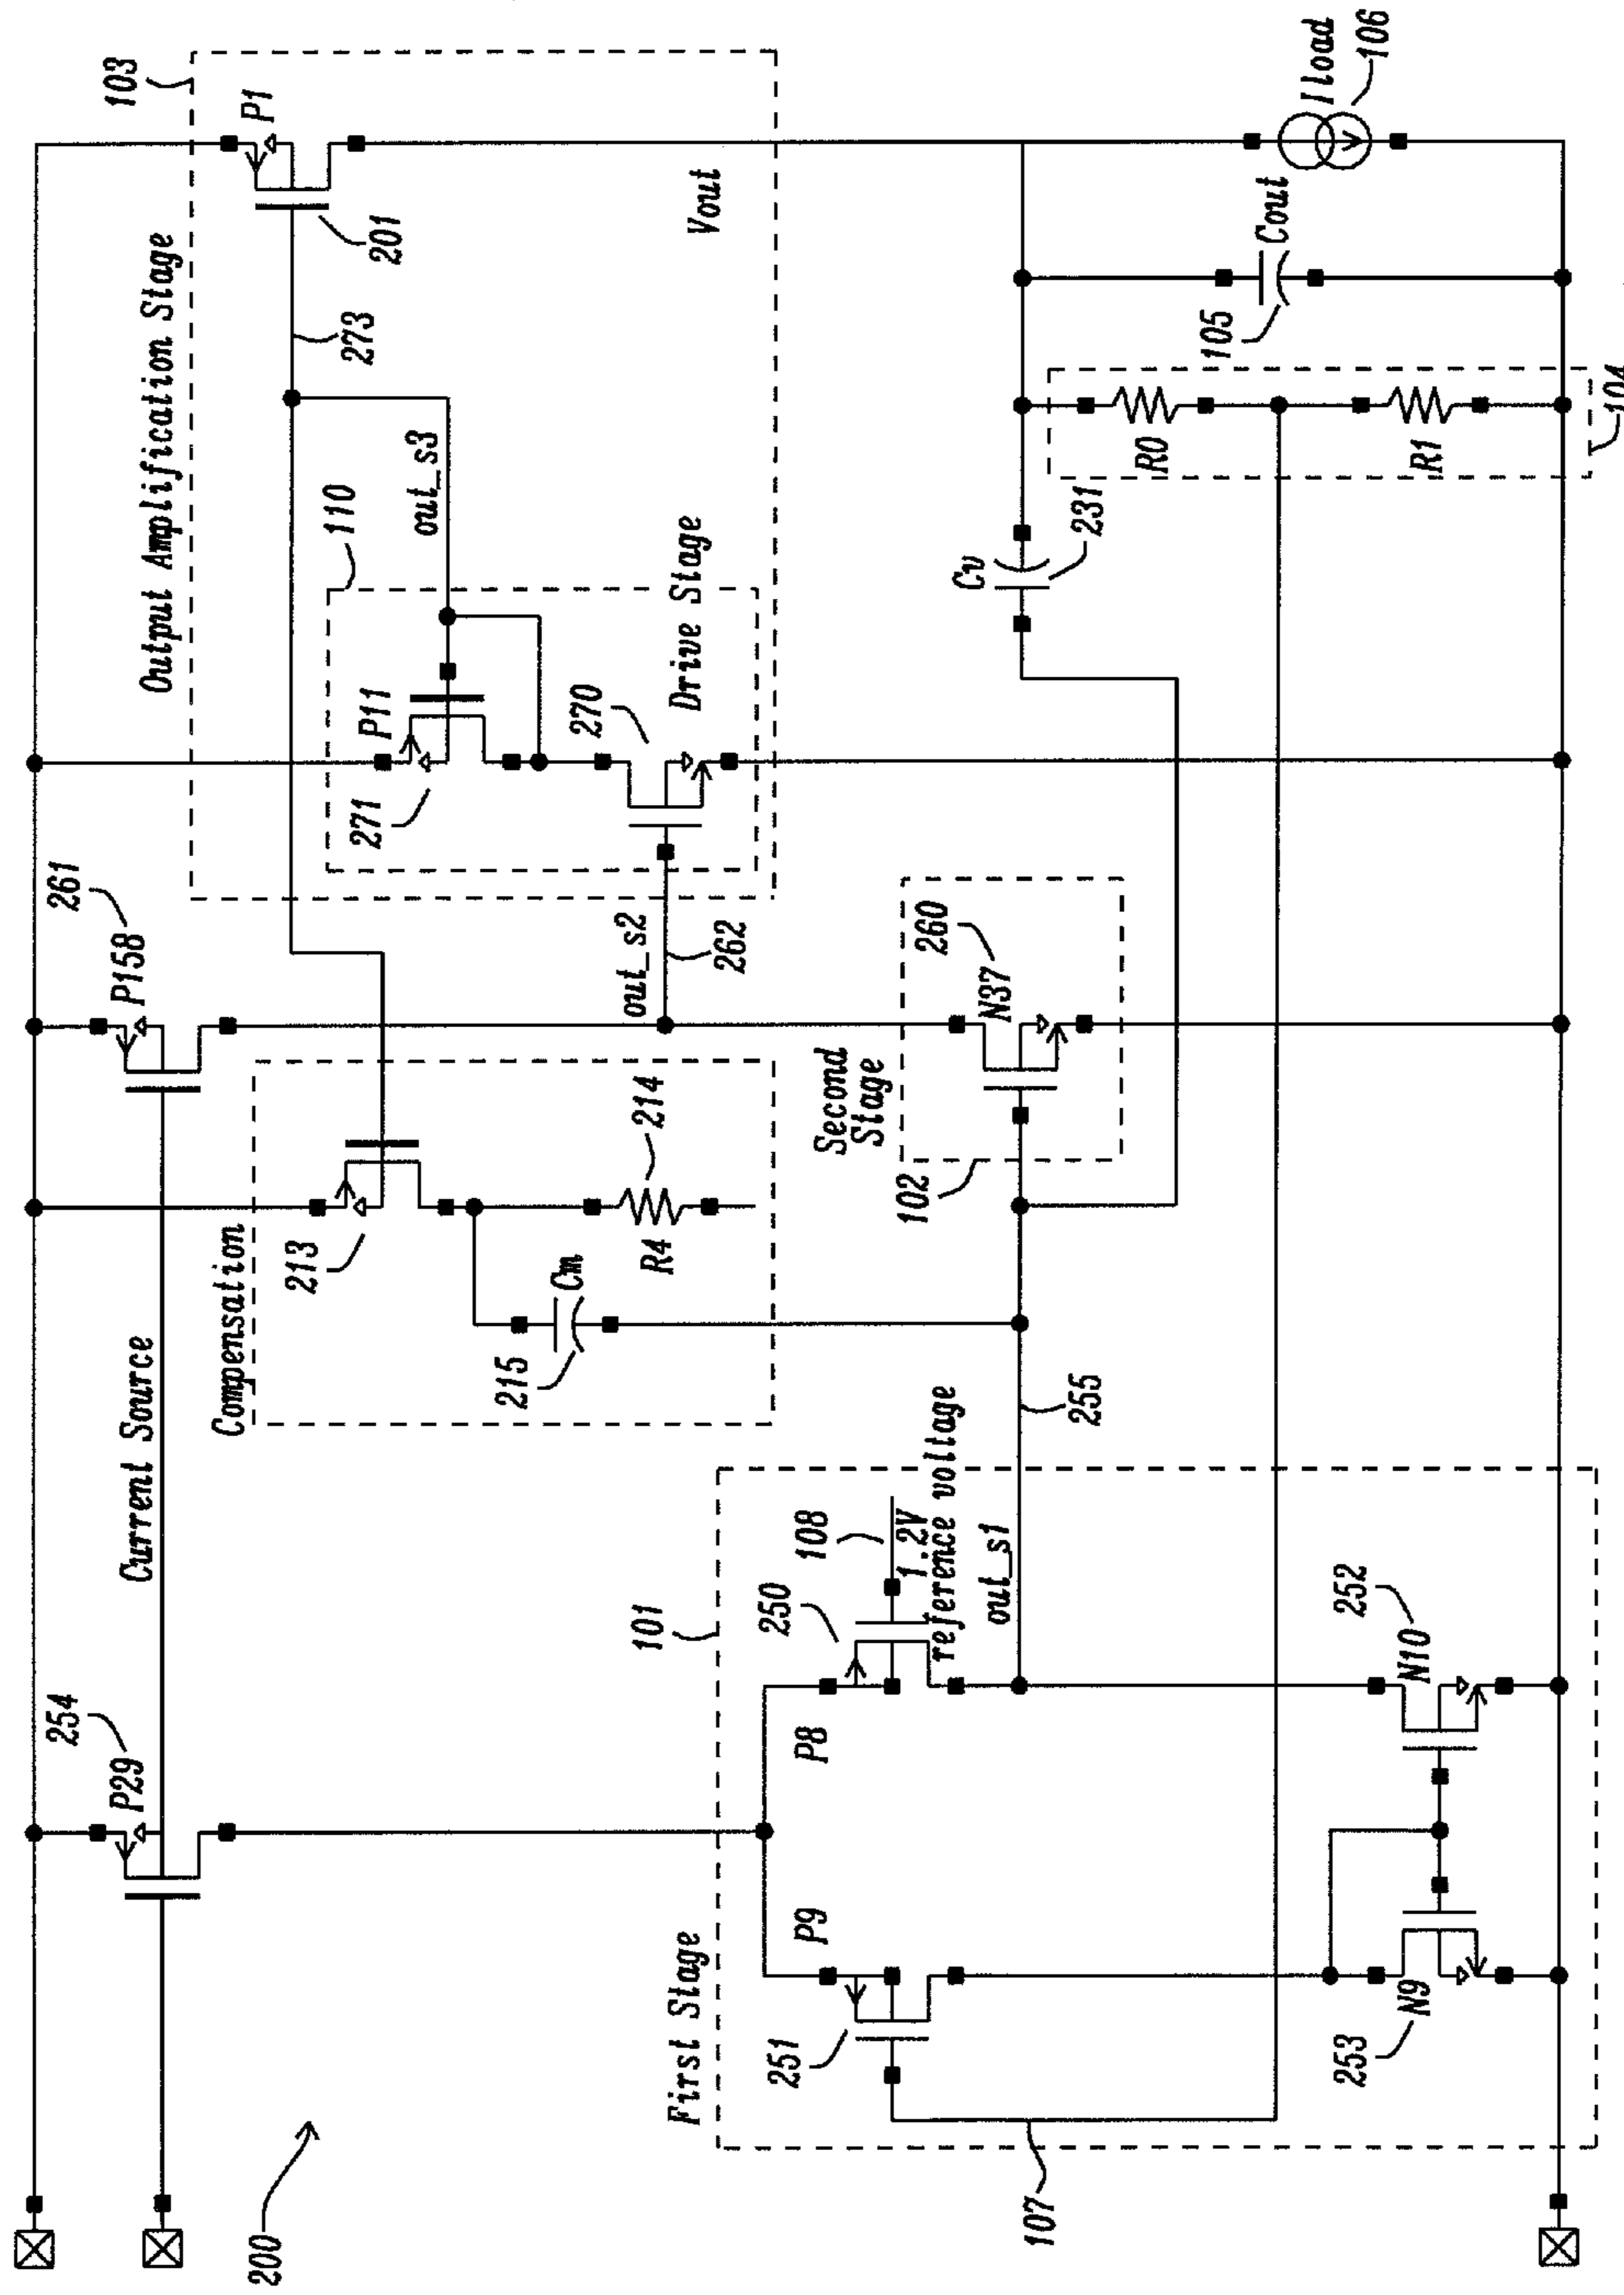 Output Amplification Stage
103
P1
201
273
110
out_s3
P11
271
270
Drive Stage
Vout
261
P158
out_s2
262
Current Source
Compensation
213
214
R4
Cm
215
Second
Stage
260
N37
102
Cv
231
R0
R1
104
105
Cout
Iload
106
254
P29
101
First Stage
P9
251
P8
250
108
1.2V
reference voltage
out_s1
255
252
N10
253
N9
107
200